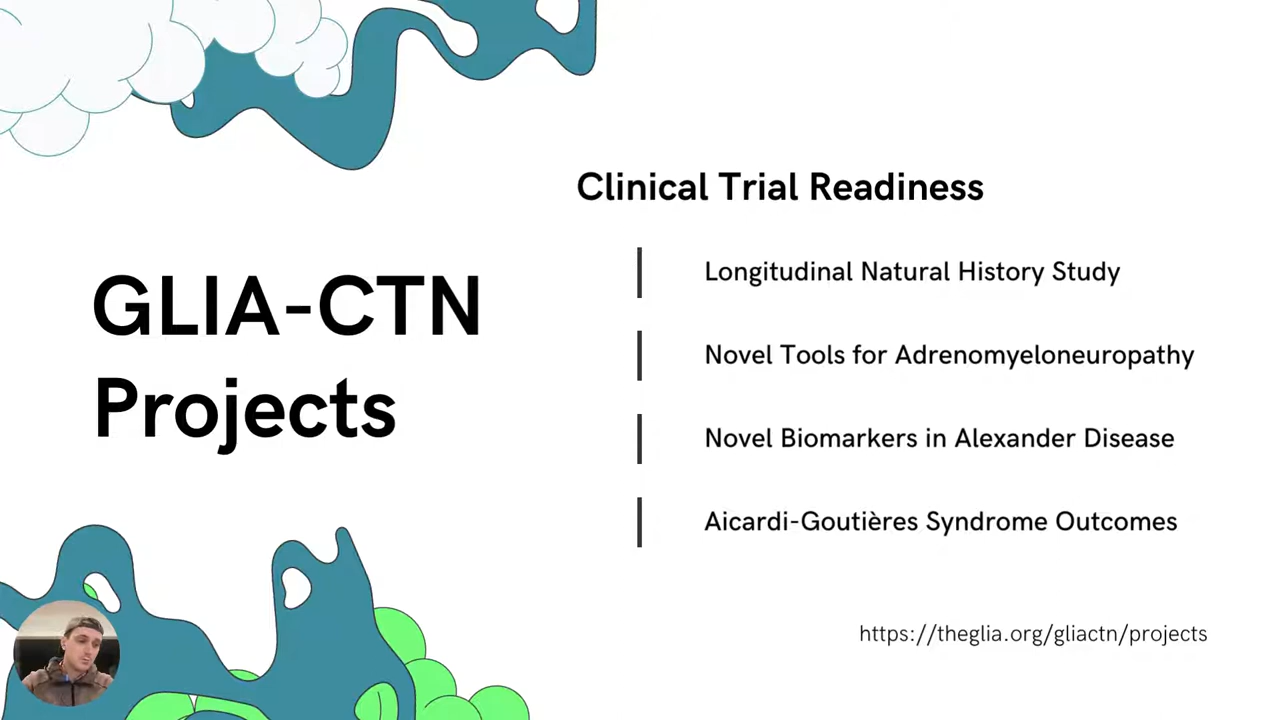 GLIA-CTN
Projects
Clinical Trial Readiness
Longitudinal Natural History Study
Novel Tools for Adrenomyeloneuropathy
Novel Biomarkers in Alexander Disease
Aicardi-Goutières Syndrome Outcomes
https://theglia.org/gliactn/projects